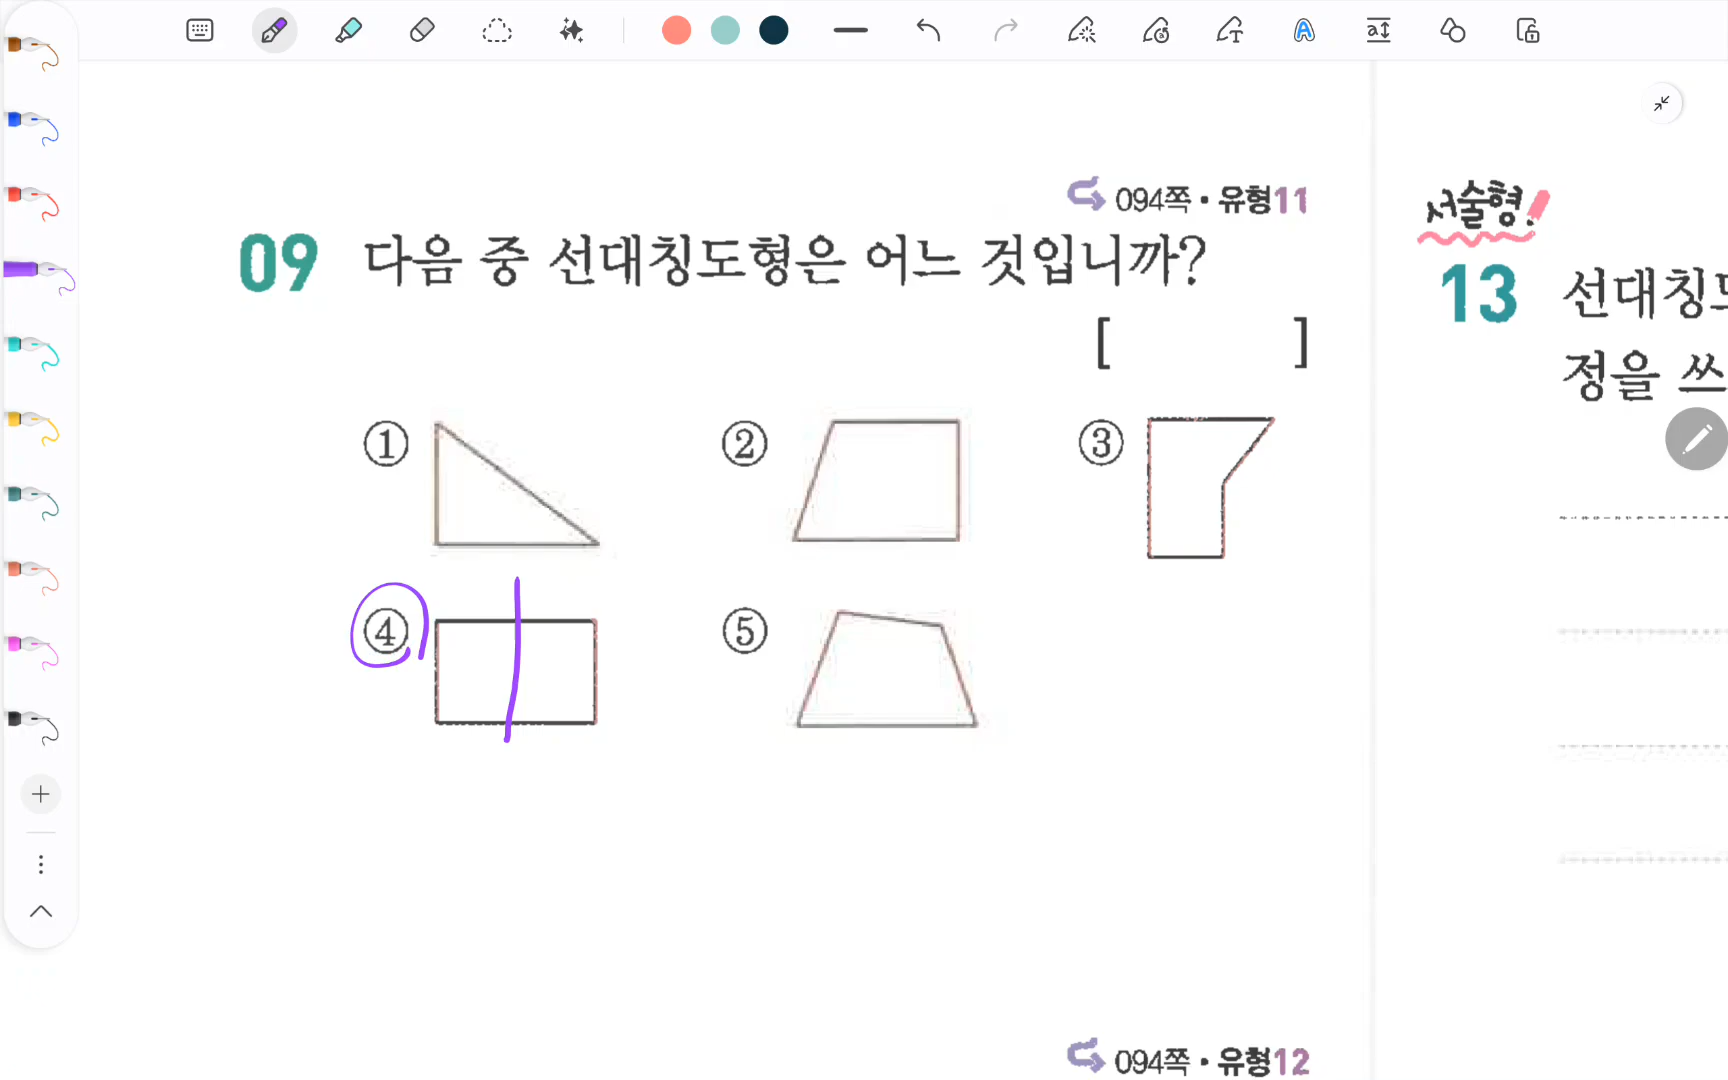 094쪽 • 유형11
09 다음 중 선대칭도형은 어느 것입니까?
[ ]
①
②
③
④
⑤
094쪽 • 유형12
서술형!
13 선대칭도
정을 쓰